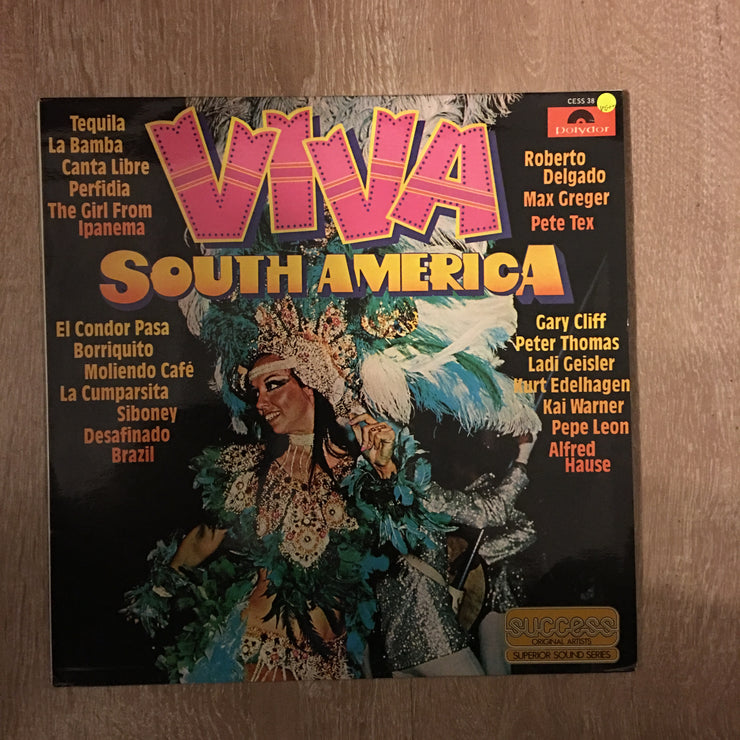 CESS 38
polydor
Tequila
La Bamba
Canta Libre
Perfidia
The Girl From
Ipanema
VIVA
SOUTH AMERICA
Roberto
Delgado
Max Greger
Pete Tex
El Condor Pasa
Borriquito
Moliendo Café
La Cumparsita
Siboney
Desafinado
Brazil
Gary Cliff
Peter Thomas
Ladi Geisler
Kurt Edelhagen
Kai Warner
Pepe Leon
Alfred
Hause
success
ORIGINAL ARTISTS
SUPERIOR SOUND SERIES